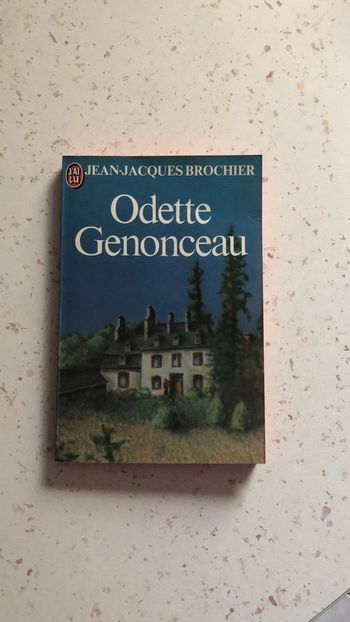 J'AI
LU
JEAN-JACQUES BROCHIER
Odette
Genonceau